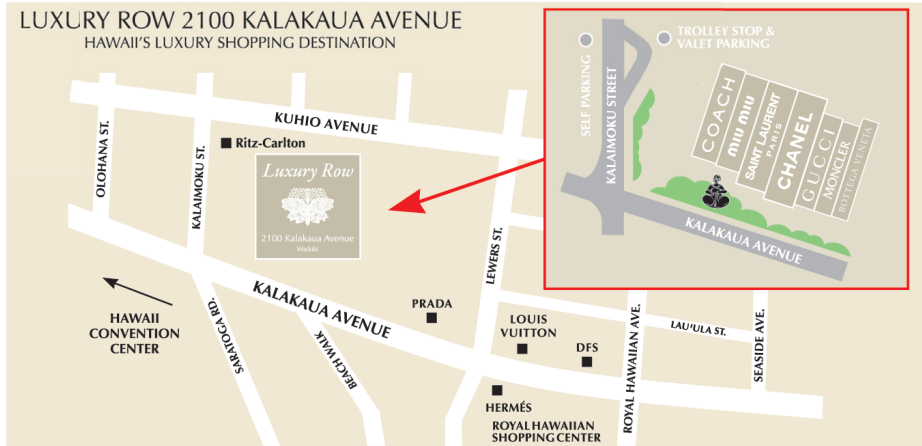 LUXURY ROW 2100 KALAKAUA AVENUE
HAWAII'S LUXURY SHOPPING DESTINATION
TROLLEY STOP &
VALET PARKING
SELF PARKING
KALAIMOKU STREET
COACH
miu miu
SAINT LAURENT
PARIS
CHANEL
GUCCI
MONCLER
BOTTEGA VENETA
KALAKAUA AVENUE
KUHIO AVENUE
OLOHANA ST.
KALAIMOKU ST.
Ritz-Carlton
Luxury Row
2100 Kalakaua Avenue
Waikiki
LEWERS ST.
KALAKAUA AVENUE
HAWAII
CONVENTION
CENTER
SARATOGA RD.
BEACH WALK
PRADA
LOUIS
VUITTON
DFS
LAU'ULA ST.
ROYAL HAWAIIAN AVE.
SEASIDE AVE.
HERMÉS
ROYAL HAWAIIAN
SHOPPING CENTER